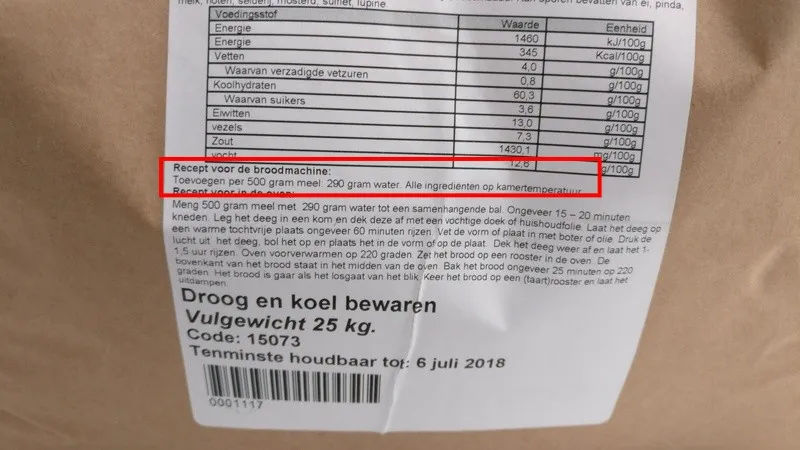 melk, noten, selderij, mosterd, sulfiet, lupine.
sporen bevatten van ei, pinda,
Voedingsstof Waarde Eenheid
Energie 1460 kJ/100g
Energie 345 Kcal/100g
Vetten 4,0 g/100g
Waarvan verzadigde vetzuren 0,8 g/100g
Koolhydraten 60,3 g/100g
Waarvan suikers 3,6 g/100g
Eiwitten 13,0 g/100g
vezels 7,3 g/100g
Zout 1430,1 mg/100g
vocht 12,6 g/100g
Recept voor de broodmachine:
Toevoegen per 500 gram meel: 290 gram water. Alle ingrediënten op kamertemperatuur
Recept voor in de oven:
Meng 500 gram meel met 290 gram water tot een samenhangende bal. Ongeveer 15 – 20 minuten
kneden. Leg het deeg in een kom en dek deze af met een vochtige doek of huishoudfolie. Laat het deeg op
een warme tochtvrije plaats ongeveer 60 minuten rijzen. Vet de vorm of plaat in met boter of olie. Druk de
lucht uit het deeg, bol het op en plaats het in de vorm of op de plaat. Dek het deeg weer af en laat het 1-
1,5 uur rijzen. Oven voorverwarmen op 220 graden. Zet het brood op een rooster in de oven. De
bovenkant van het brood staat in het midden van de oven. Bak het brood ongeveer 25 minuten op 220
graden. Het brood is gaar als het losgaat van het blik. Keer het brood op een (taart)rooster en laat het
uitdampen.
Droog en koel bewaren
Vulgewicht 25 kg.
Code: 15073
Tenminste houdbaar tot: 6 juli 2018
0001117